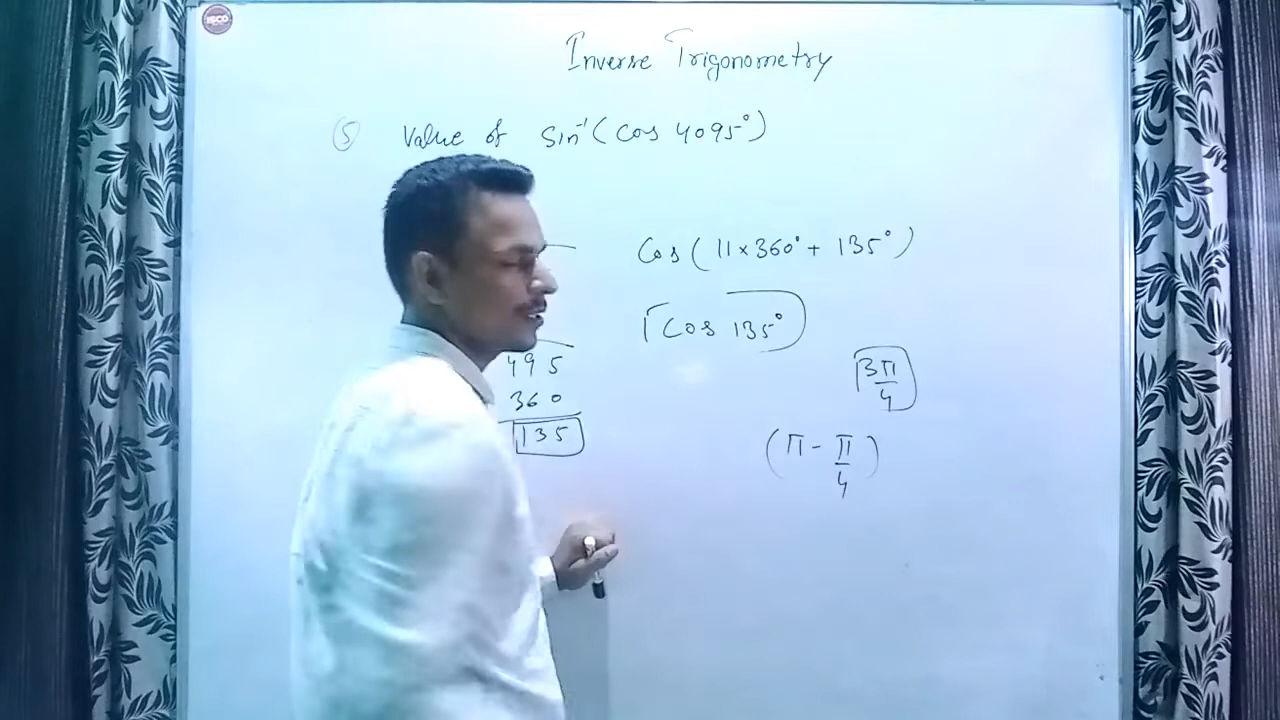 JSCO
Inverse Trigonometry
(5) Value of Sin⁻¹(Cos 4095°)
Cos(11×360°+135°)
Cos 135°
495
360
135
3π/4
(π - π/4)